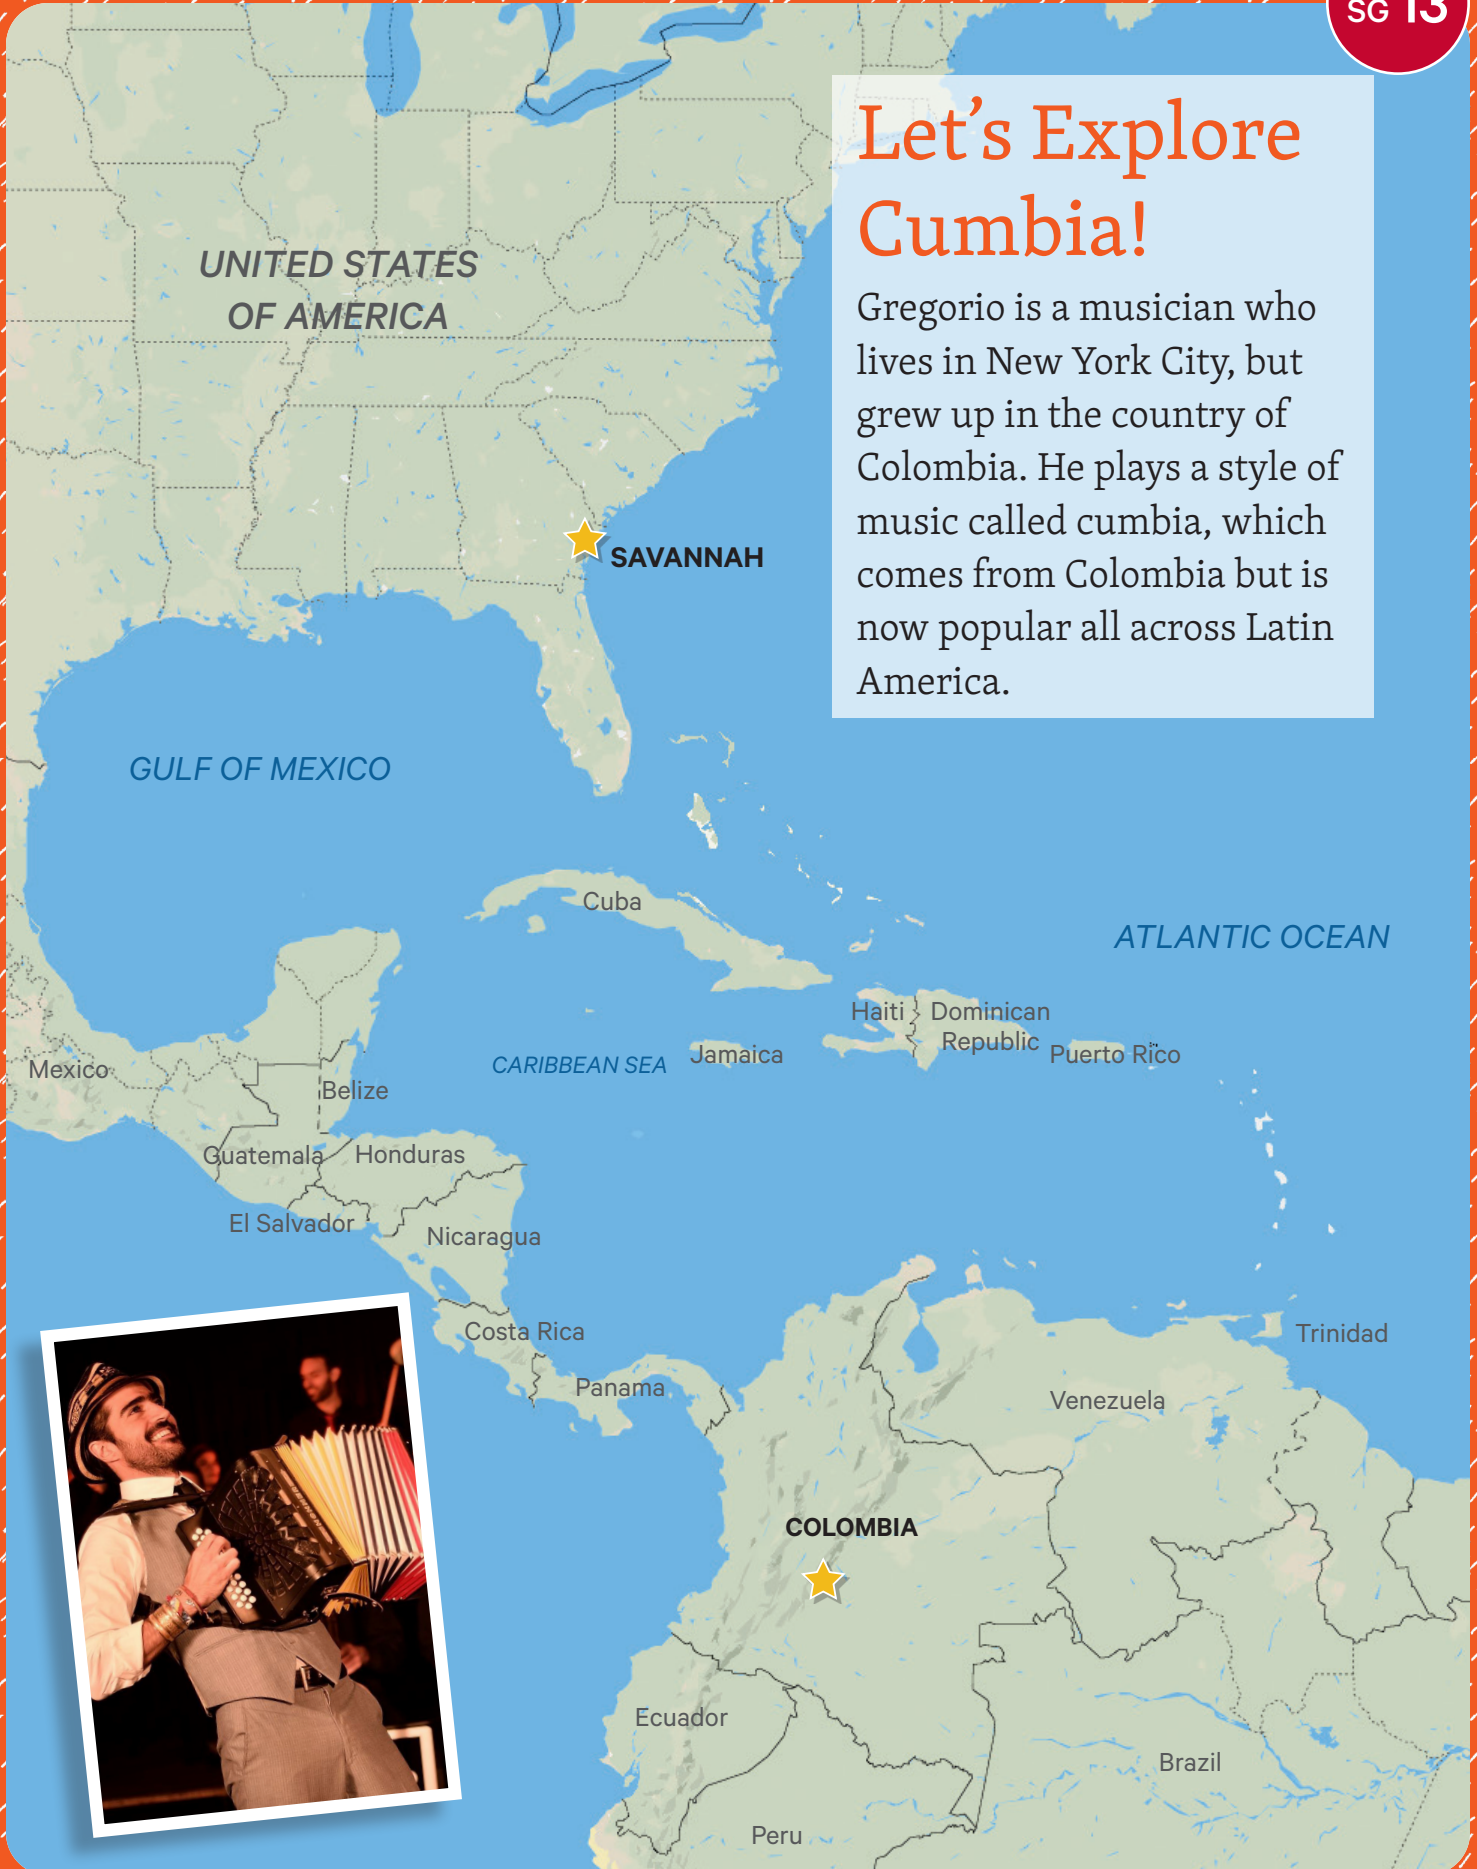 SG 13
Let’s Explore
Cumbia!
Gregorio is a musician who
lives in New York City, but
grew up in the country of
Colombia. He plays a style of
music called cumbia, which
comes from Colombia but is
now popular all across Latin
America.
UNITED STATES
OF AMERICA
SAVANNAH
GULF OF MEXICO
Cuba
ATLANTIC OCEAN
Haiti
Dominican
Republic
Puerto Rico
Jamaica
CARIBBEAN SEA
Mexico
Belize
Guatemala
Honduras
El Salvador
Nicaragua
Costa Rica
Panama
Trinidad
Venezuela
COLOMBIA
Ecuador
Brazil
Peru
HOHNER